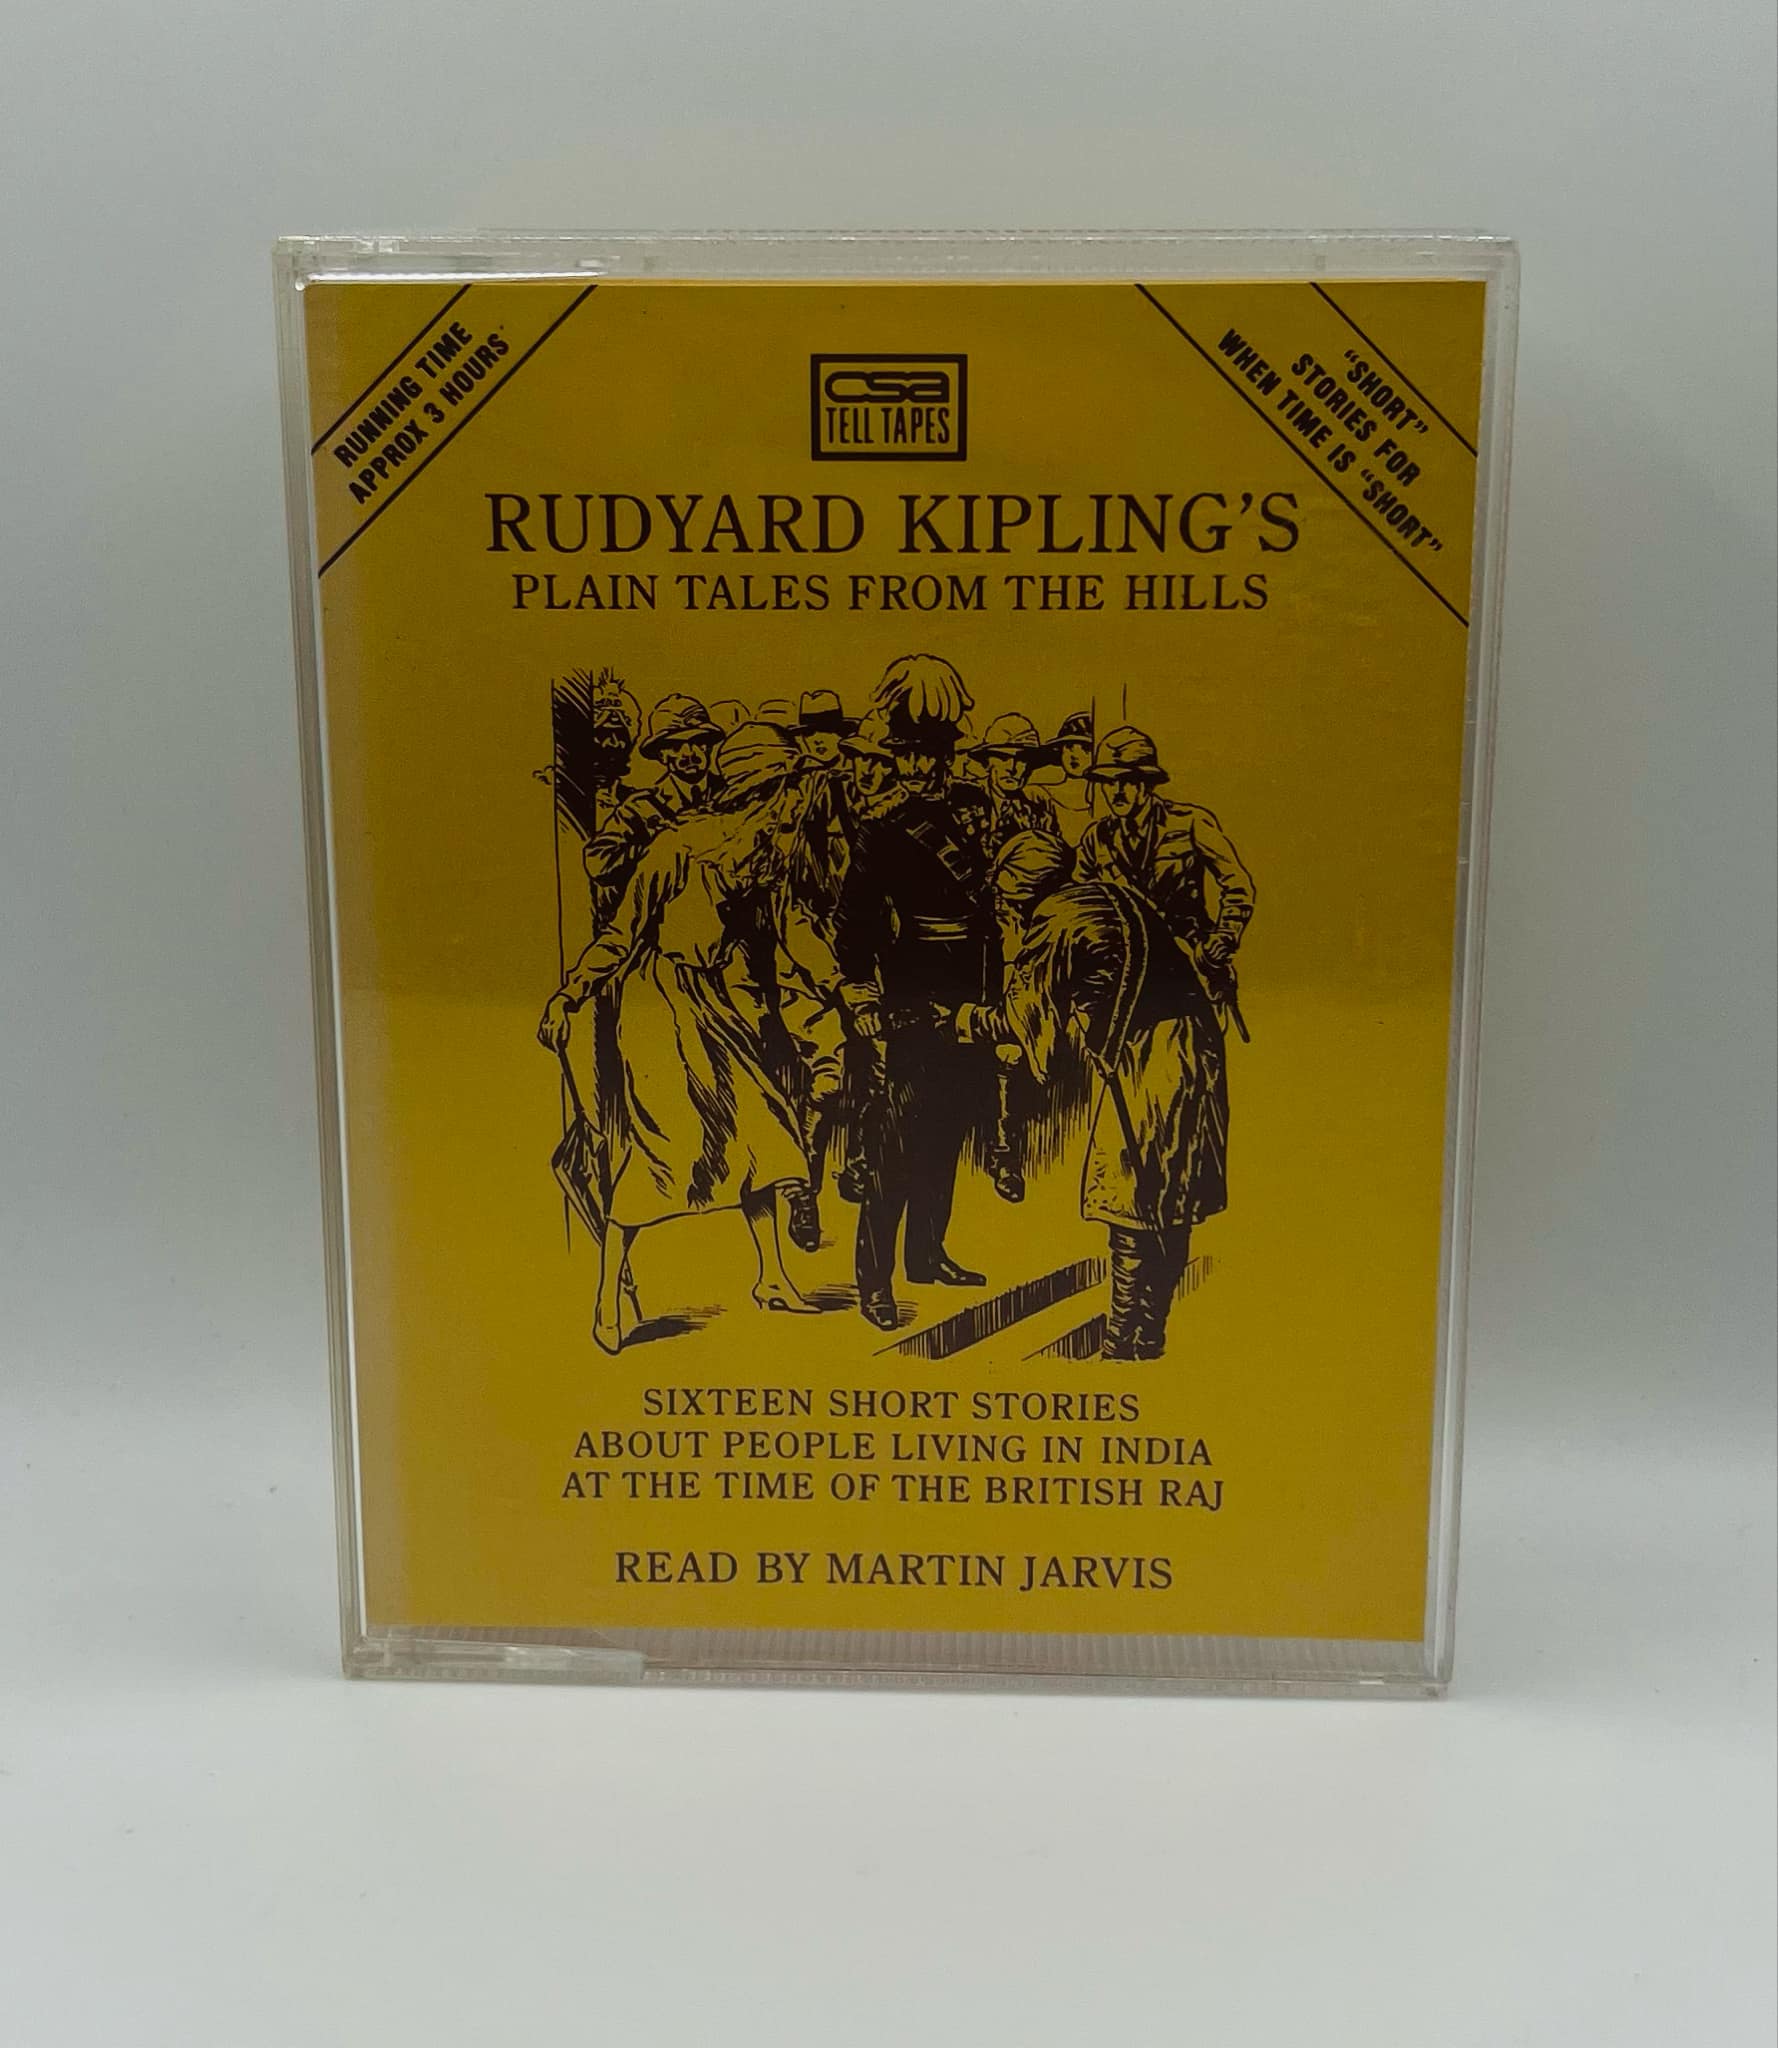 RUNNING TIME
APPROX 3 HOURS
csa
TELL TAPES
"SHORT"
STORIES FOR
WHEN TIME IS "SHORT"
RUDYARD KIPLING'S
PLAIN TALES FROM THE HILLS
SIXTEEN SHORT STORIES
ABOUT PEOPLE LIVING IN INDIA
AT THE TIME OF THE BRITISH RAJ
READ BY MARTIN JARVIS